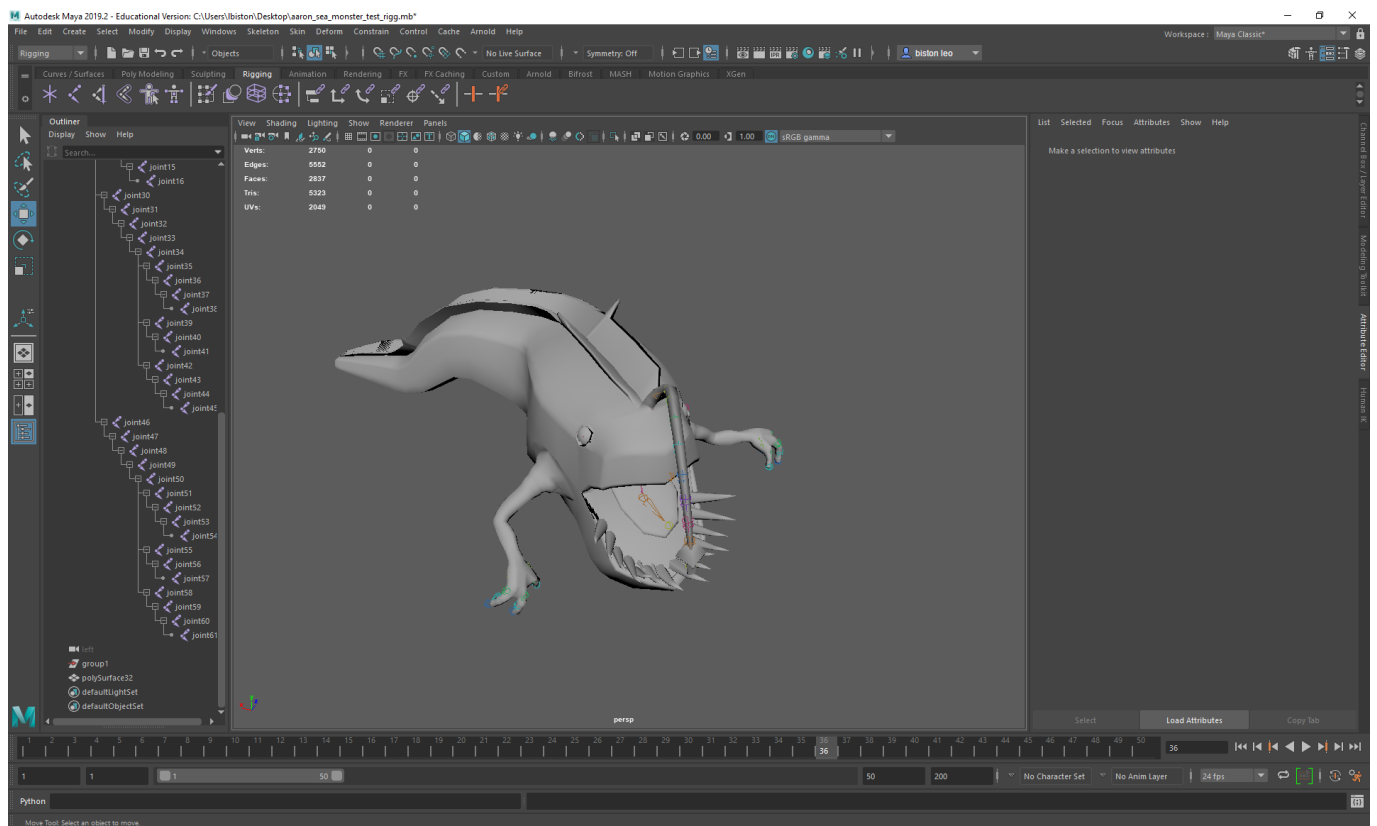 Autodesk Maya 2019.2 - Educational Version: C:\Users\lbiston\Desktop\aaron_sea_monster_test_rigg.mb*
File Edit Create Select Modify Display Windows Skeleton Skin Deform Constrain Control Cache Arnold Help
Workspace : Maya Classic*
Rigging Objects No Live Surface Symmetry: Off biston leo
Curves / Surfaces Poly Modeling Sculpting Rigging Animation Rendering FX FX Caching Custom Arnold Bifrost MASH Motion Graphics XGen
Outliner
Display Show Help
Search...
joint15
joint16
joint30
joint31
joint32
joint33
joint34
joint35
joint36
joint37
joint38
joint39
joint40
joint41
joint42
joint43
joint44
joint45
joint46
joint47
joint48
joint49
joint50
joint51
joint52
joint53
joint54
joint55
joint56
joint57
joint58
joint59
joint60
joint61
left
group1
polySurface32
defaultLightSet
defaultObjectSet
View Shading Lighting Show Renderer Panels
0.00 1.00 sRGB gamma
Verts: 2750 0 0
Edges: 5552 0 0
Faces: 2837 0 0
Tris: 5323 0 0
UVs: 2049 0 0
persp
List Selected Focus Attributes Show Help
Make a selection to view attributes
Select Load Attributes Copy Tab
Channel Box / Layer Editor
Modeling Toolkit
Attribute Editor
Human IK
1 2 3 4 5 6 7 8 9 10 11 12 13 14 15 16 17 18 19 20 21 22 23 24 25 26 27 28 29 30 31 32 33 34 35 36 37 38 39 40 41 42 43 44 45 46 47 48 49 50
36
36
1 1 1 50 50 200 No Character Set No Anim Layer 24 fps
Python
Move Tool: Select an object to move.